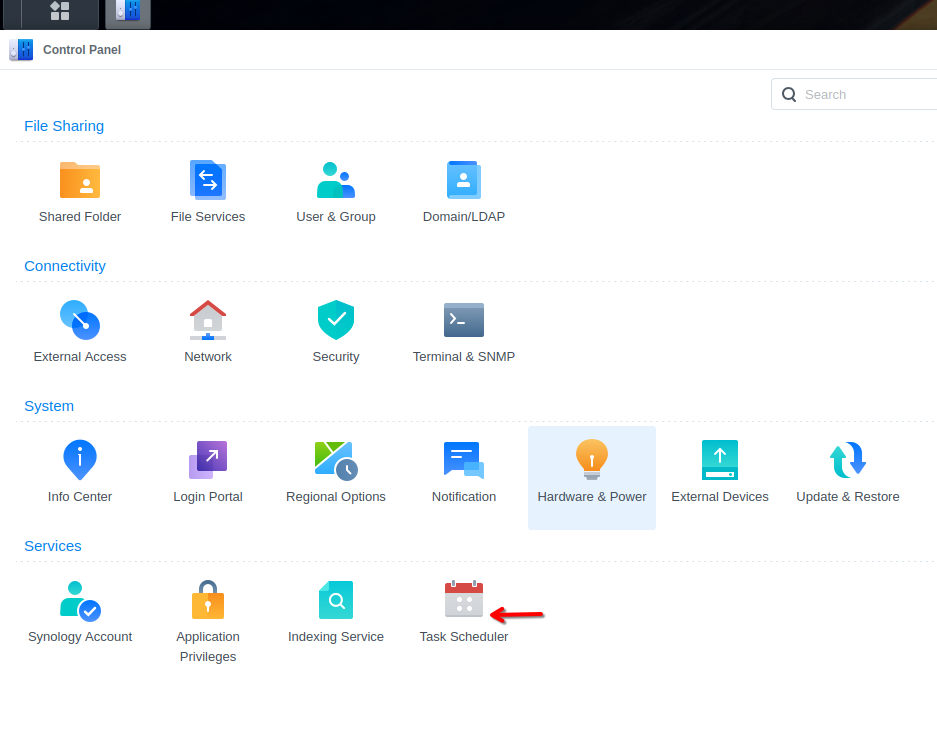 Control Panel
Search
File Sharing
Shared Folder
File Services
User & Group
Domain/LDAP
Connectivity
External Access
Network
Security
Terminal & SNMP
System
Info Center
Login Portal
Regional Options
Notification
Hardware & Power
External Devices
Update & Restore
Services
Synology Account
Application
Privileges
Indexing Service
Task Scheduler